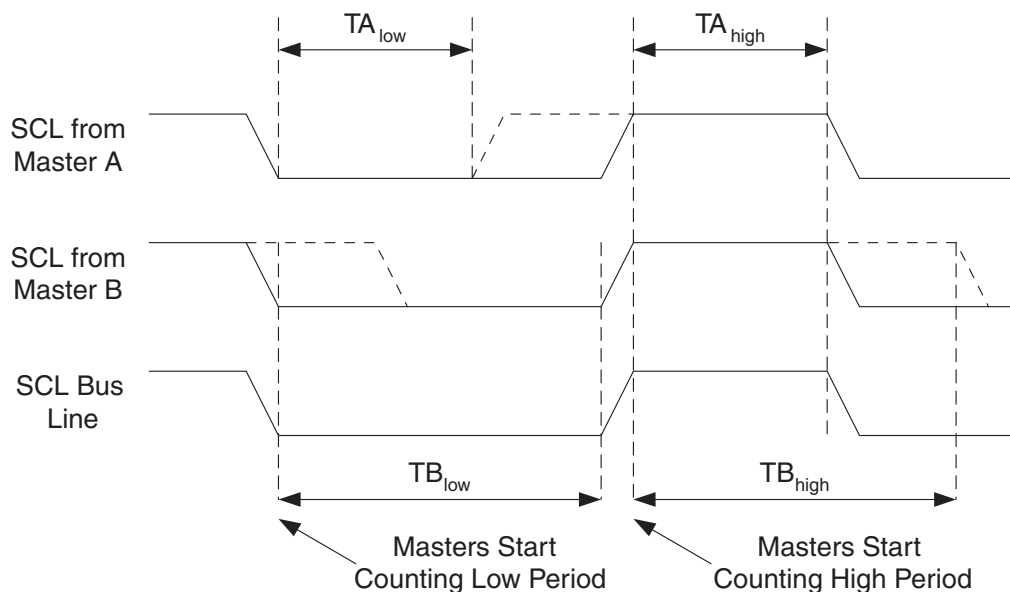 TA low
TA high
SCL from
Master A
SCL from
Master B
SCL Bus
Line
TB low
TB high
Masters Start
Counting Low Period
Masters Start
Counting High Period